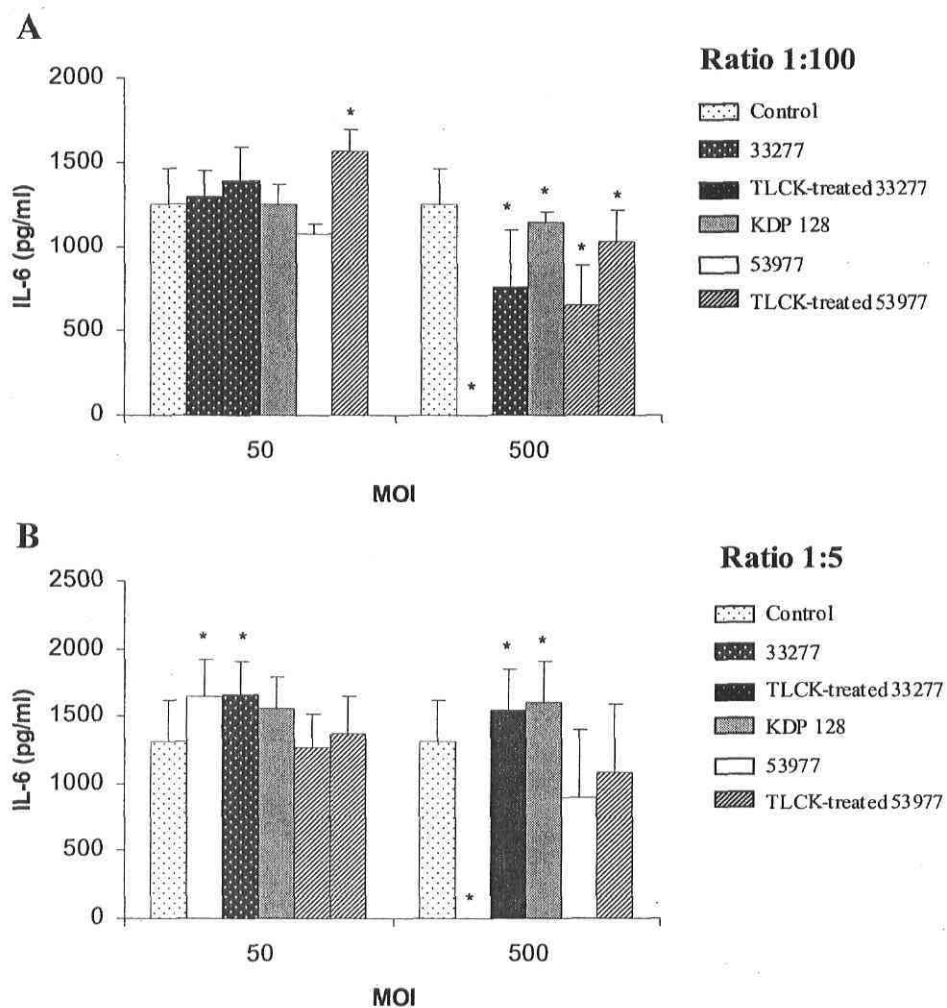 A
Ratio 1:100
2000
1500
1000
500
0
IL-6 (pg/ml)
*
*
*
*
*
*
50
500
MOI
Control
33277
TLCK-treated 33277
KDP 128
53977
TLCK-treated 53977
B
Ratio 1:5
2500
2000
1500
1000
500
0
IL-6 (pg/ml)
*
*
*
*
*
50
500
MOI
Control
33277
TLCK-treated 33277
KDP 128
53977
TLCK-treated 53977